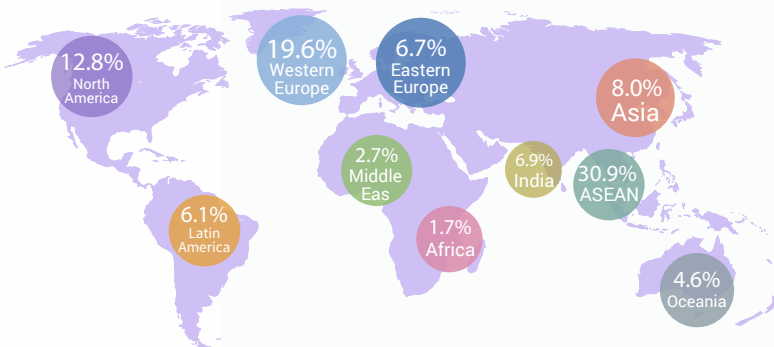 12.8%
North
America
19.6%
Western
Europe
6.7%
Eastern
Europe
8.0%
Asia
2.7%
Middle
Eas
6.9%
India
30.9%
ASEAN
6.1%
Latin
America
1.7%
Africa
4.6%
Oceania